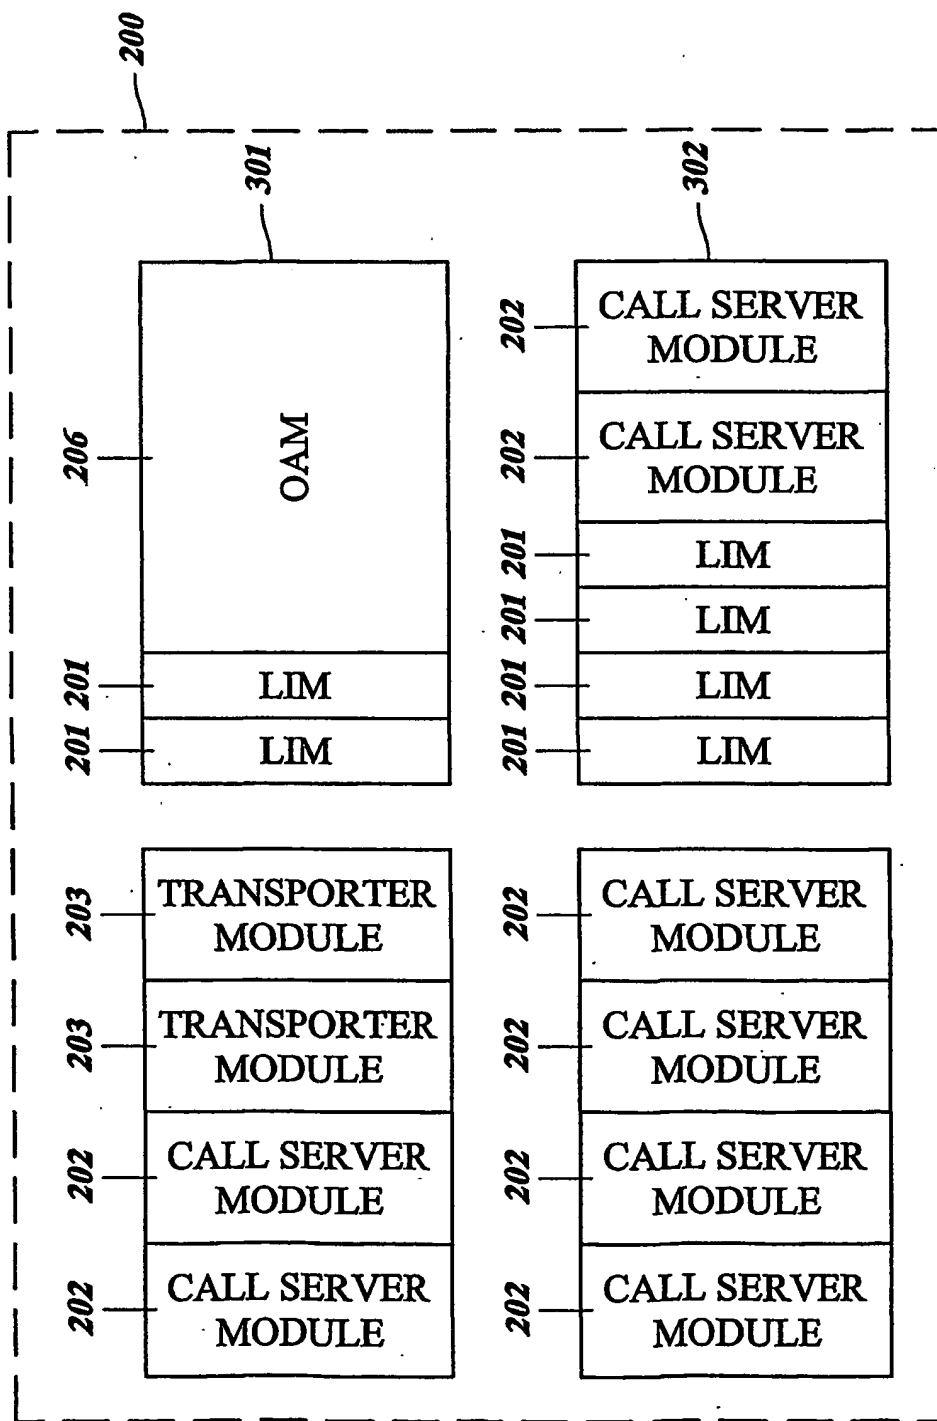 200
301
206
OAM
201
LIM
201
LIM
302
202
CALL SERVER
MODULE
202
CALL SERVER
MODULE
201
LIM
201
LIM
201
LIM
201
LIM
203
TRANSPORTER
MODULE
203
TRANSPORTER
MODULE
202
CALL SERVER
MODULE
202
CALL SERVER
MODULE
202
CALL SERVER
MODULE
202
CALL SERVER
MODULE
202
CALL SERVER
MODULE
202
CALL SERVER
MODULE